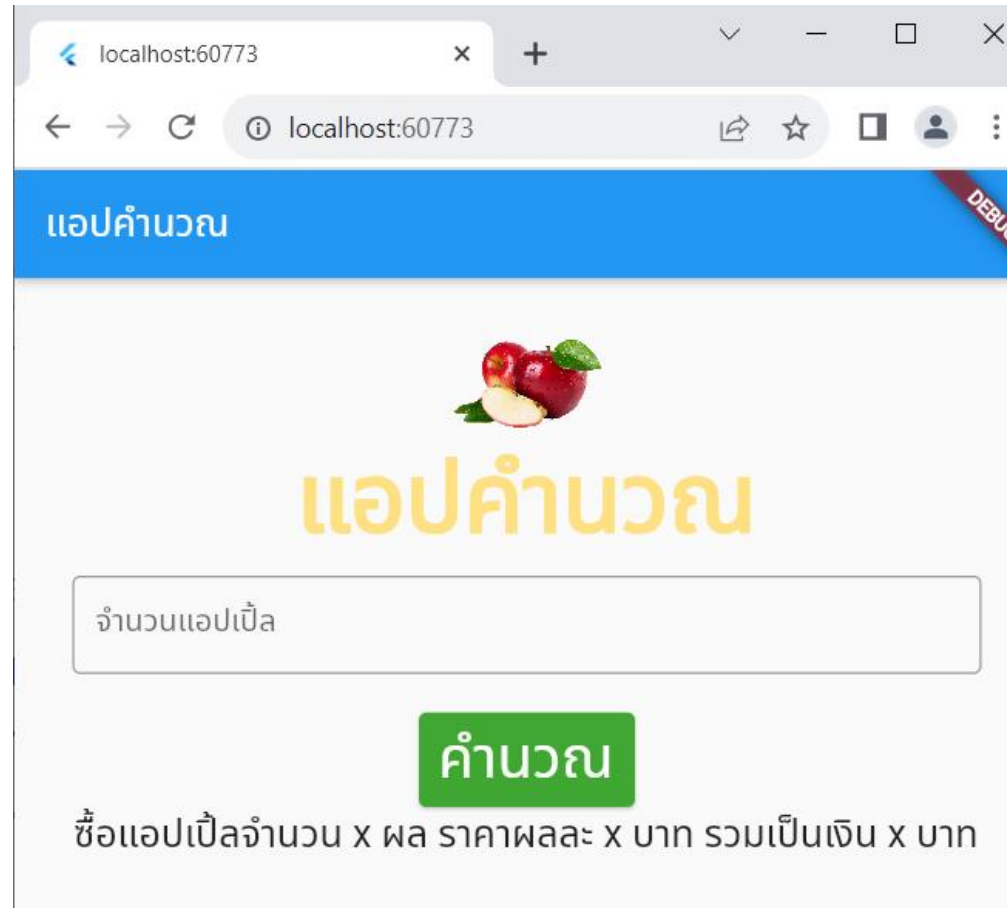 localhost:60773
localhost:60773
แอปคำนวณ
แอปคำนวณ
จำนวนแอปเปิ้ล
คำนวณ
ซื้อแอปเปิ้ลจำนวน x ผล ราคาผลละ x บาท รวมเป็นเงิน x บาท